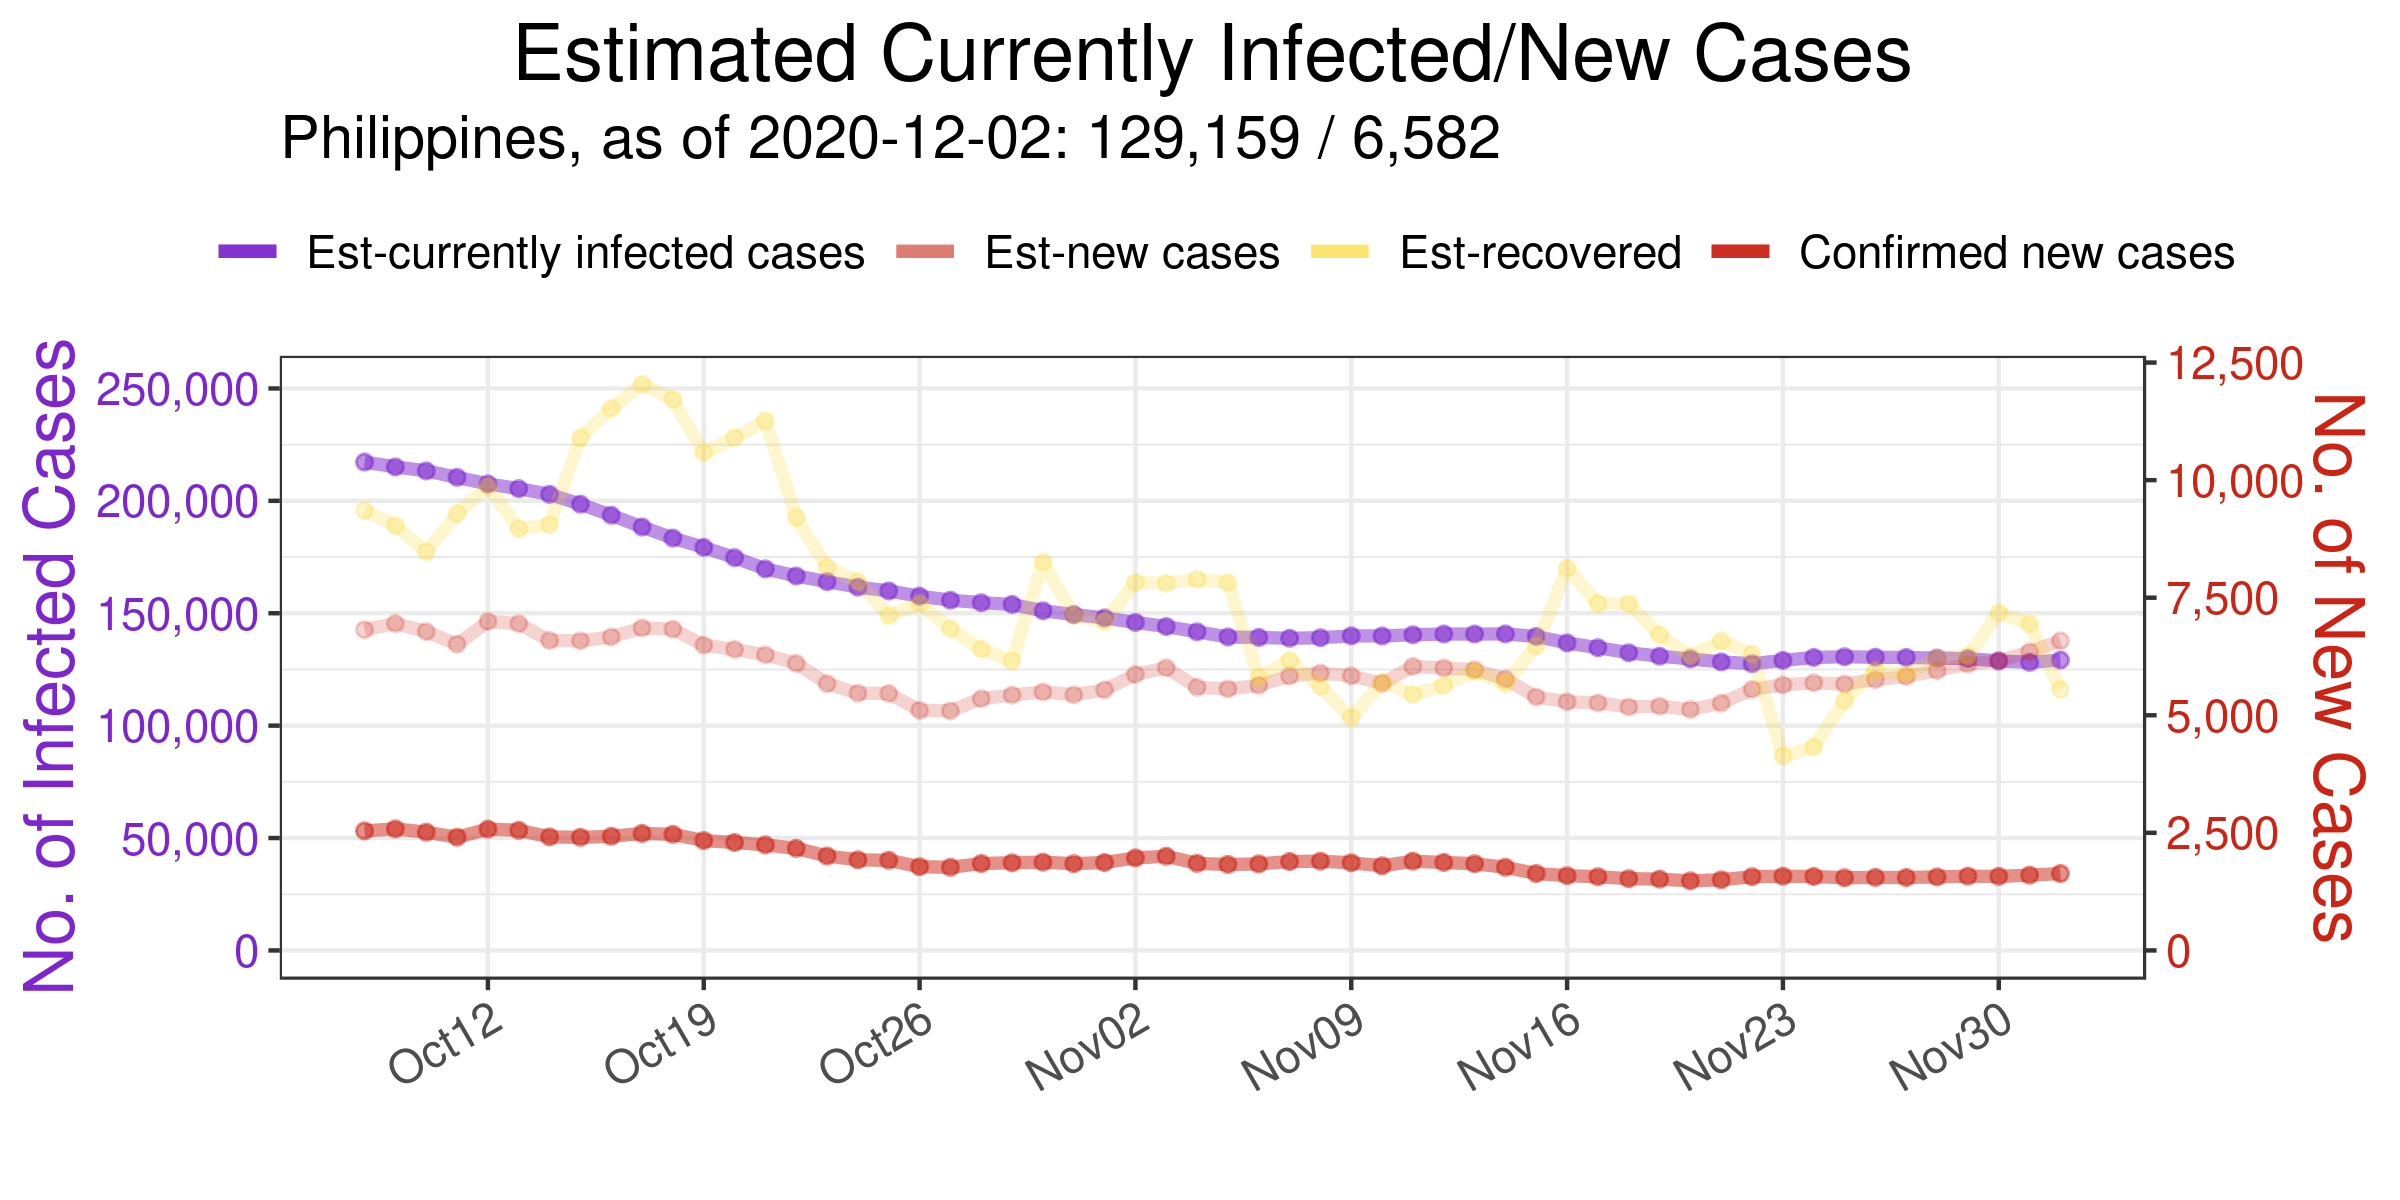 Estimated Currently Infected/New Cases
Philippines, as of 2020-12-02: 129,159 / 6,582
Est-currently infected cases Est-new cases Est-recovered Confirmed new cases
No. of Infected Cases
250,000
200,000
150,000
100,000
50,000
0
12,500
10,000
7,500
5,000
2,500
0
No. of New Cases
Oct12 Oct19 Oct26 Nov02 Nov09 Nov16 Nov23 Nov30